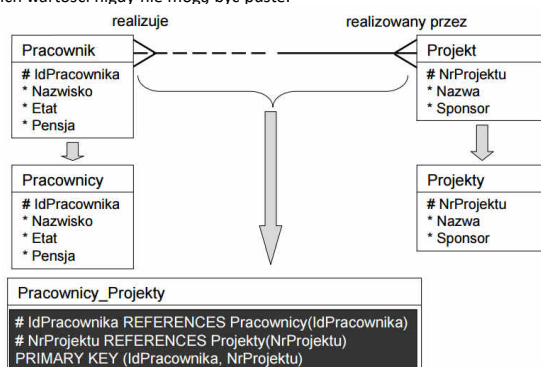 ich wartości nigdy nie mogą być puste.
realizuje
realizowany przez
Pracownik
# IdPracownika
* Nazwisko
* Etat
* Pensja
Projekt
# NrProjektu
* Nazwa
* Sponsor
Pracownicy
# IdPracownika
* Nazwisko
* Etat
* Pensja
Projekty
# NrProjektu
* Nazwa
* Sponsor
Pracownicy_Projekty
# IdPracownika REFERENCES Pracownicy(IdPracownika)
# NrProjektu REFERENCES Projekty(NrProjektu)
PRIMARY KEY (IdPracownika, NrProjektu)